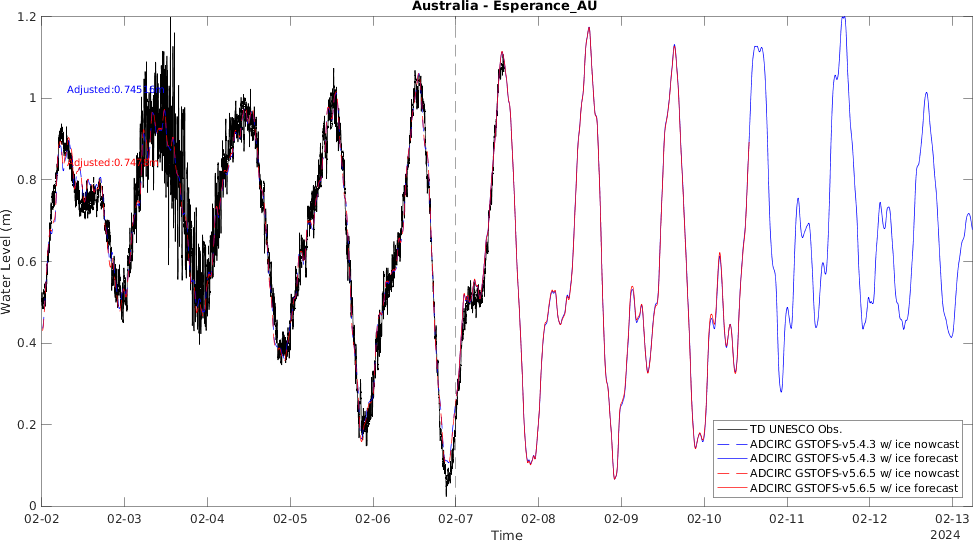 Australia - Esperance_AU
1.2
1
0.8
0.6
0.4
0.2
0
Water Level (m)
Adjusted:0.745
Adjusted:0.74
TD UNESCO Obs.
ADCIRC GSTOFS-v5.4.3 w/ ice nowcast
ADCIRC GSTOFS-v5.4.3 w/ ice forecast
ADCIRC GSTOFS-v5.6.5 w/ ice nowcast
ADCIRC GSTOFS-v5.6.5 w/ ice forecast
02-02 02-03 02-04 02-05 02-06 02-07 02-08 02-09 02-10 02-11 02-12 02-13
Time
2024